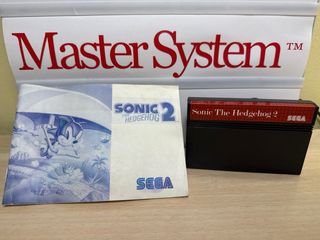 Master System™
SONIC
THE HEDGEHOG 2
SEGA
Sonic The Hedgehog 2
SEGA